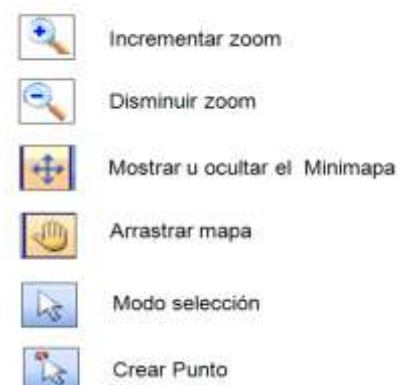 Incrementar zoom
Disminuir zoom
Mostrar u ocultar el Minimapa
Arrastrar mapa
Modo selección
Crear Punto